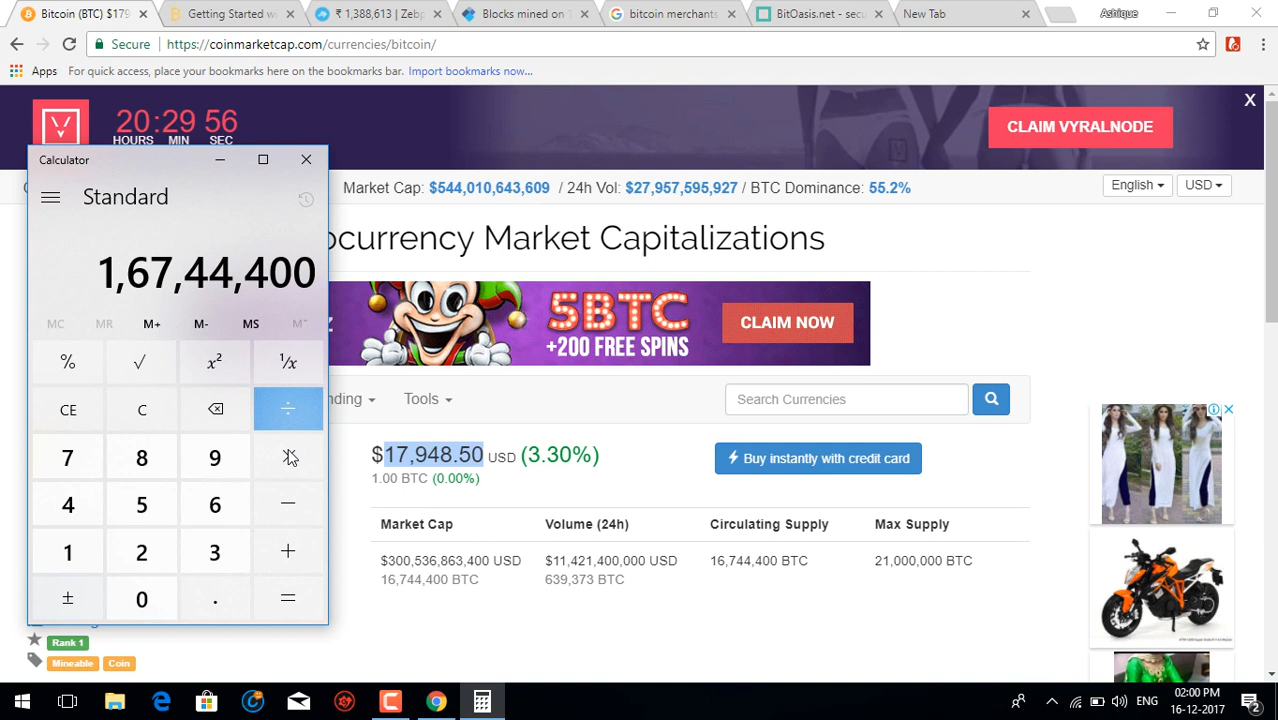 Bitcoin (BTC) $179
Getting Started w
₹ 1,388,613 | Zebp
Blocks mined on
bitcoin merchants
BitOasis.net - secu
New Tab
Ashique
Secure
https://coinmarketcap.com/currencies/bitcoin/
Apps
For quick access, place your bookmarks here on the bookmarks bar. Import bookmarks now...
20:29 56
HOURS MIN SEC
CLAIM VYRALNODE
X
Calculator
Standard
1,67,44,400
MC MR M+ M- MS M˅
% √ x² ¹/x
CE C ⌫ ÷
7 8 9
4 5 6 −
1 2 3 +
± 0 . =
Market Cap: $544,010,643,609 / 24h Vol: $27,957,595,927 / BTC Dominance: 55.2%
English
USD
ocurrency Market Capitalizations
5BTC
+200 FREE SPINS
CLAIM NOW
nding
Tools
Search Currencies
$17,948.50 USD (3.30%)
1.00 BTC (0.00%)
Buy instantly with credit card
Market Cap Volume (24h) Circulating Supply Max Supply
$300,536,863,400 USD $11,421,400,000 USD 16,744,400 BTC 21,000,000 BTC
16,744,400 BTC 639,373 BTC
Rank 1
Mineable Coin
ENG
02:00 PM
16-12-2017
2